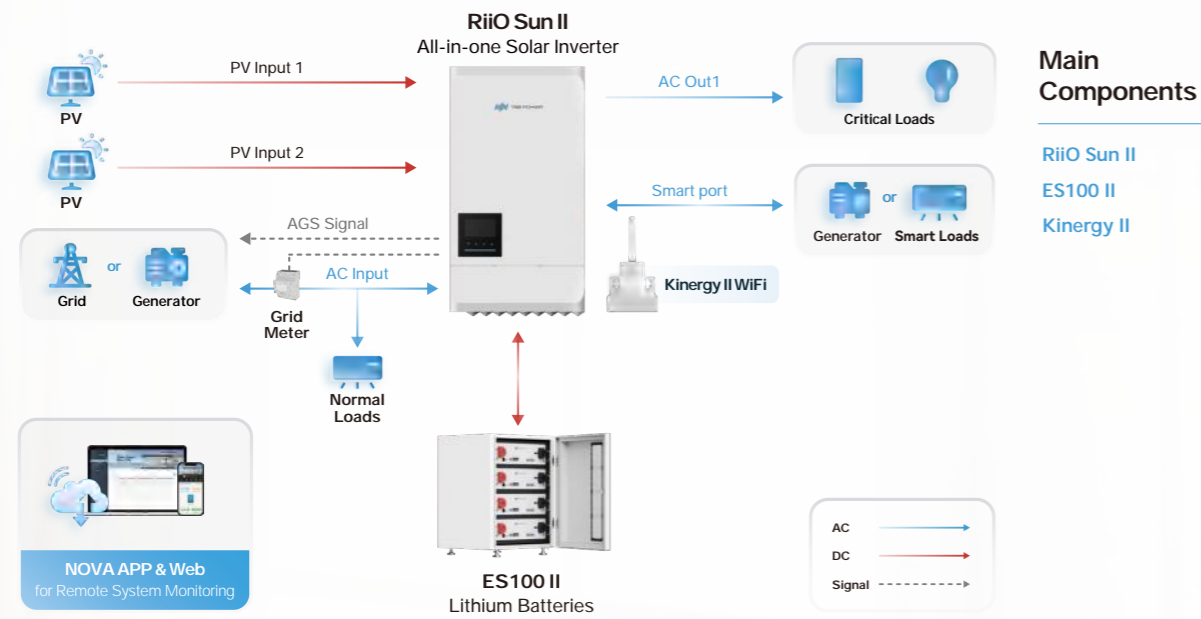 RiiO Sun II
All-in-one Solar Inverter
PV Input 1
PV
PV Input 2
PV
AGS Signal
AC Input
Grid
or
Generator
Grid
Meter
Normal
Loads
TBB POWER
AC Out1
Critical Loads
Smart port
Generator
or
Smart Loads
Kinergy II WiFi
ES100 II
Lithium Batteries
NOVA APP & Web
for Remote System Monitoring
Main
Components
RiiO Sun II
ES100 II
Kinergy II
AC
DC
Signal